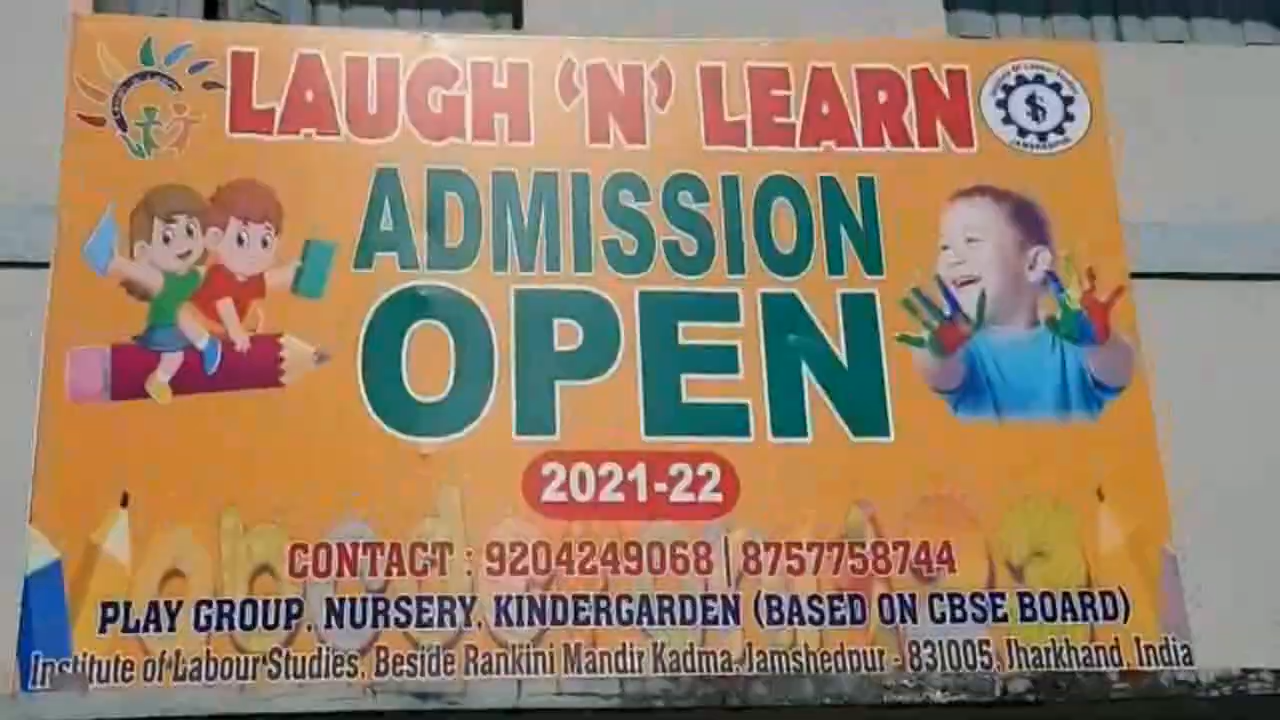 LAUGH 'N' LEARN
ADMISSION
OPEN
2021-22
CONTACT : 9204249068 | 8757758744
PLAY GROUP, NURSERY, KINDERGARDEN (BASED ON CBSE BOARD)
Institute of Labour Studies, Beside Rankini Mandir Kadma, Jamshedpur - 831005, Jharkhand, India